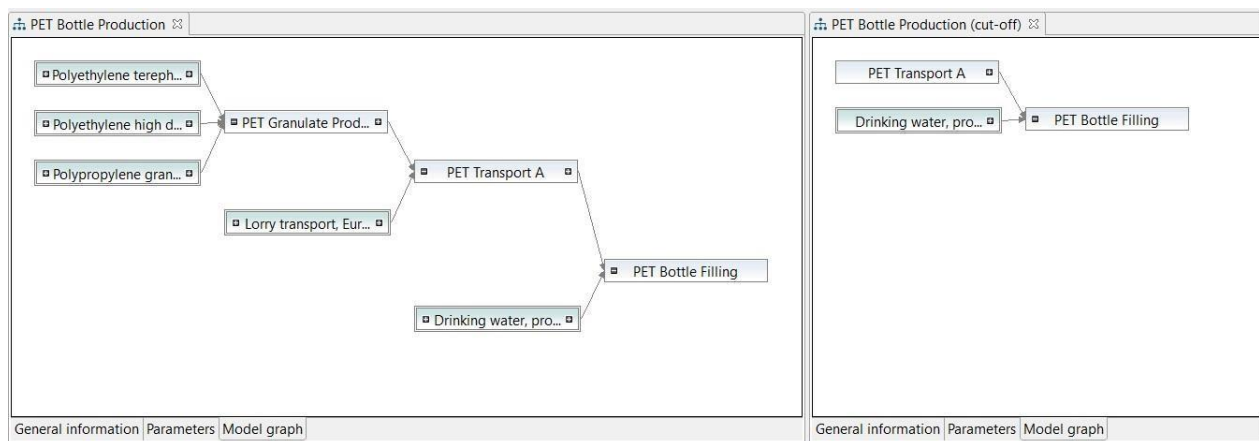 PET Bottle Production
Polyethylene tereph...
Polyethylene high d...
PET Granulate Prod...
Polypropylene gran...
PET Transport A
Lorry transport, Eur...
PET Bottle Filling
Drinking water, pro...
General information
Parameters
Model graph
PET Bottle Production (cut-off)
PET Transport A
Drinking water, pro...
PET Bottle Filling
General information
Parameters
Model graph